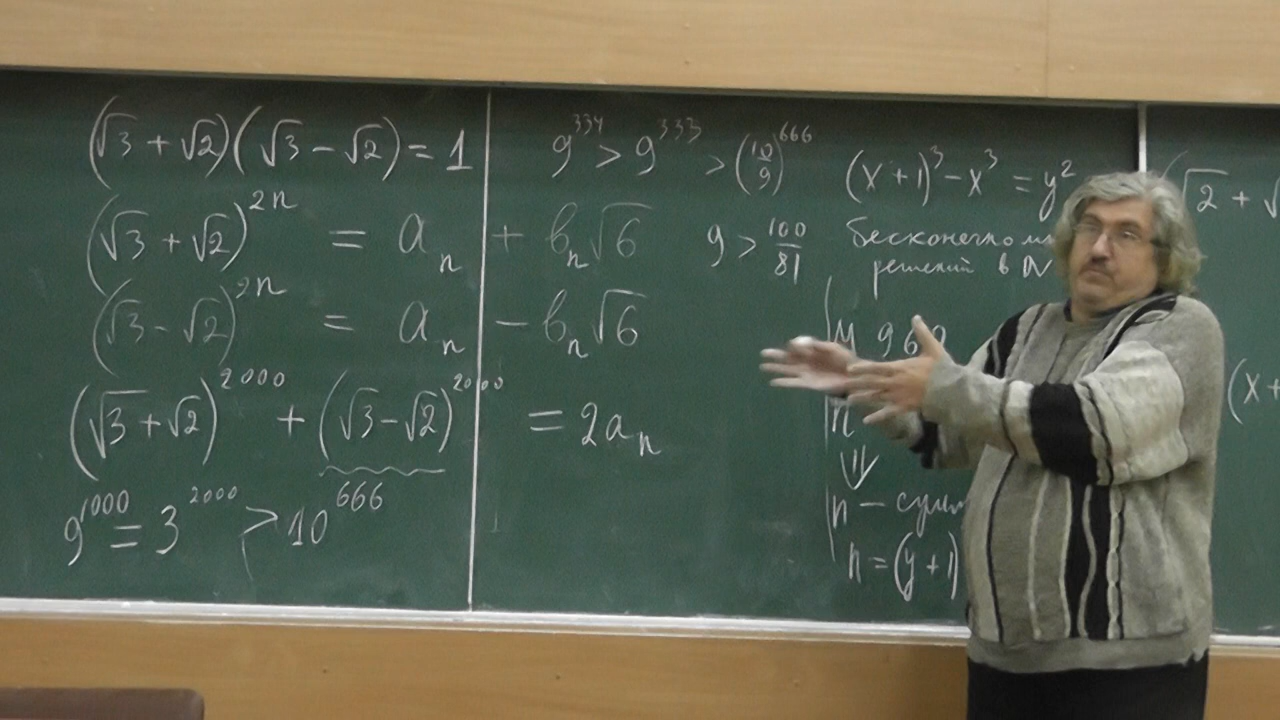 (√3 + √2)(√3 − √2) = 1
(√3 + √2)^{2n} = a_n + b_n√6
(√3 − √2)^{2n} = a_n − b_n√6
(√3 + √2)^{2000} + (√3 − √2)^{2000} = 2a_n
9^{1000} = 3^{2000} > 10^{666}
9^{334} > 9^{333} > (10/9)^{666}
9 > 100/81
(x + 1)^3 − x^3 = y^2
бесконечно
решений в ℕ
n −
n = (y + 1)
√2 +
(x +